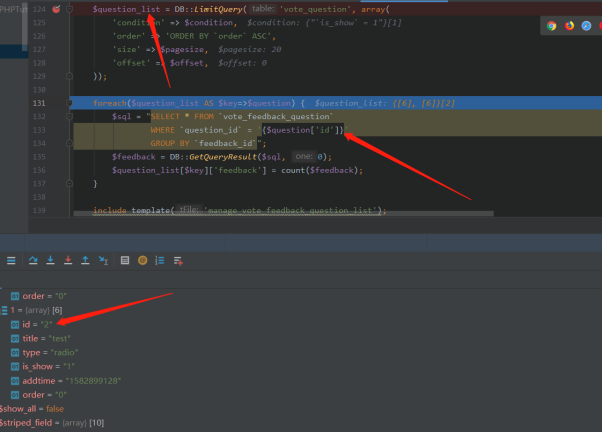 PHPTut
124 $question_list = DB::LimitQuery( table: 'vote_question', array(
125 'condition' => $condition, $condition: {"`is_show` = 1"}[1]
126 'order' => 'ORDER BY `order` ASC',
127 'size' => $pagesize, $pagesize: 20
128 'offset' => $offset, $offset: 0
129 ));
130
131 foreach($question_list AS $key=>$question) { $question_list: {[6], [6]}[2]
132 $sql = "SELECT * FROM `vote_feedback_question`
133 WHERE `question_id` = '{$question['id']}'
134 GROUP BY `feedback_id`";
135 $feedback = DB::GetQueryResult($sql, one: 0);
136 $question_list[$key]['feedback'] = count($feedback);
137 }
138
139 include template( tFile: 'manage_vote_feedback_question_list');
order = "0"
1 = {array} [6]
id = "2"
title = "test"
type = "radio"
is_show = "1"
addtime = "1582899128"
order = "0"
$show_all = false
$striped_field = {array} [10]